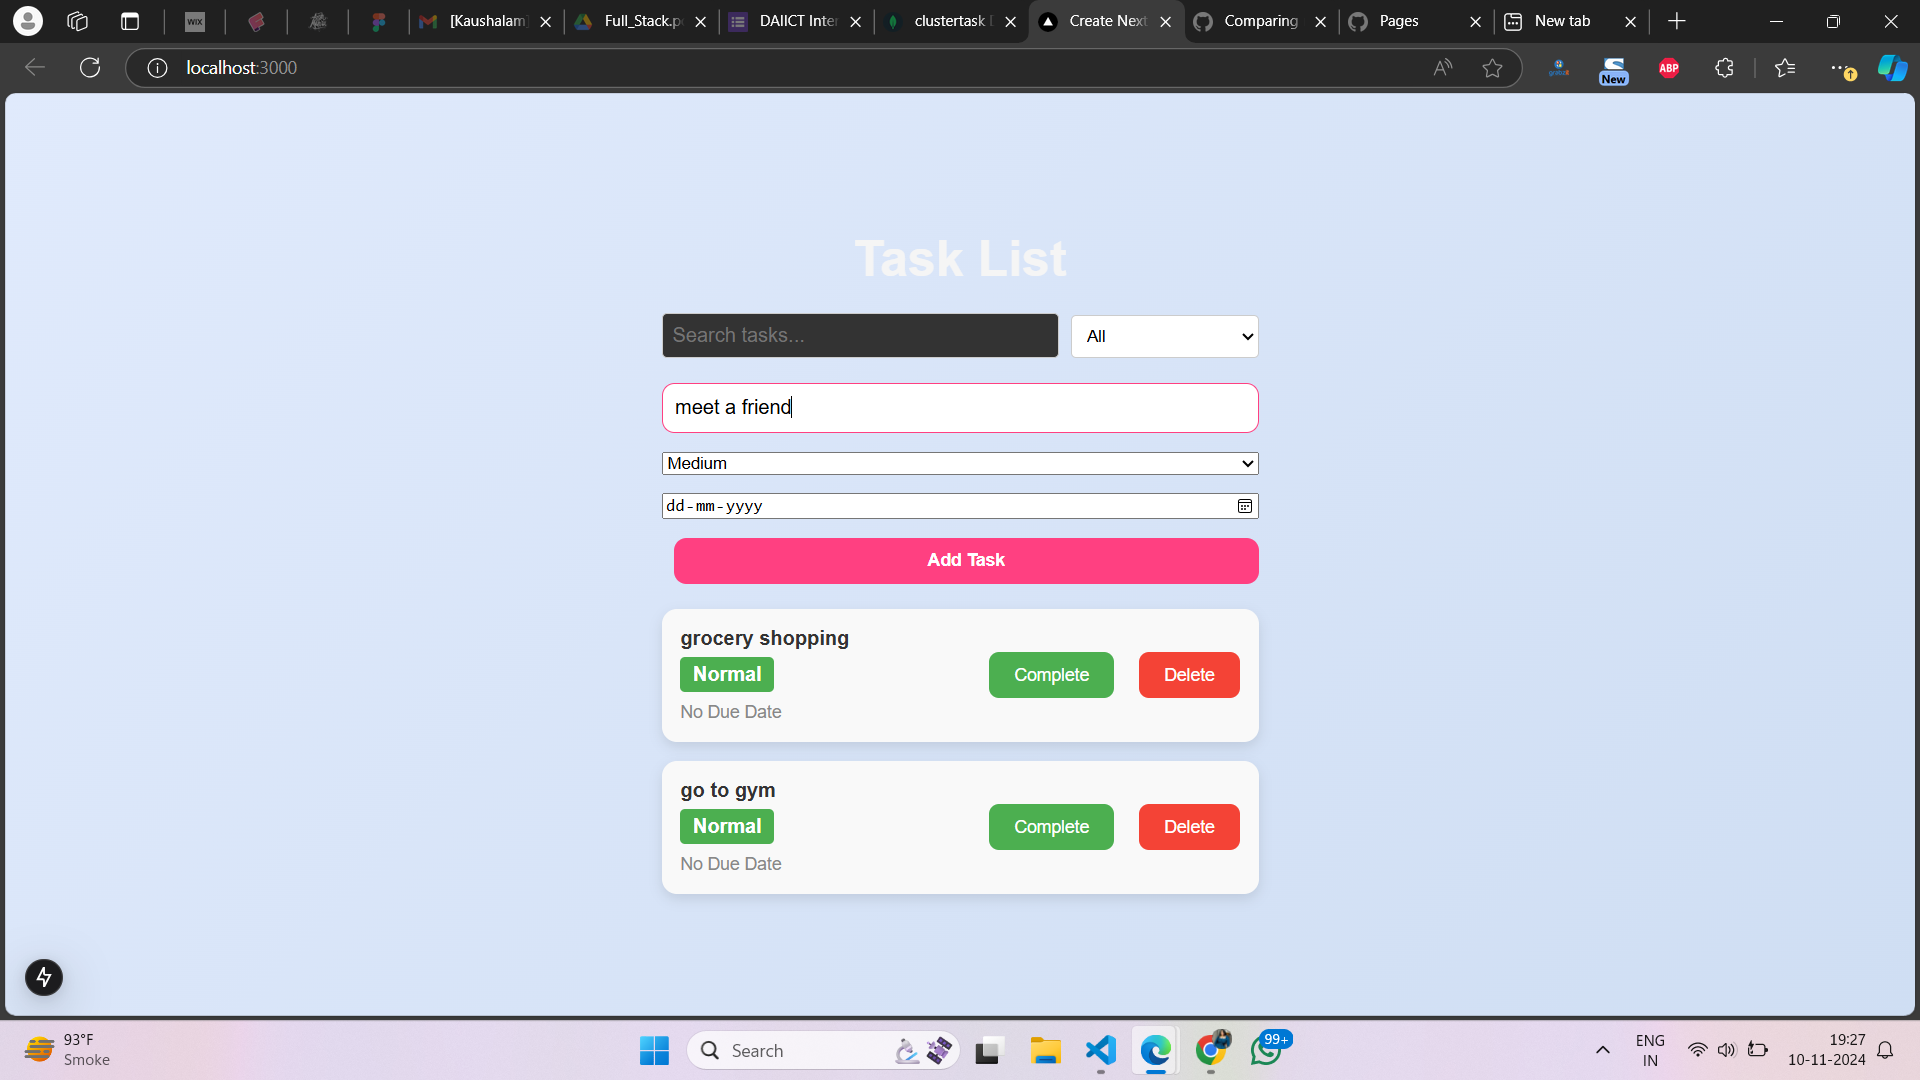 WIX
[Kaushalam]
Full_Stack.p
DAIICT Inter
clustertask
Create Next
Comparing
Pages
New tab
localhost:3000
New
ABP
Task List
Search tasks...
All
meet a friend
Medium
dd-mm-yyyy
Add Task
grocery shopping
Normal
No Due Date
Complete
Delete
go to gym
Normal
No Due Date
Complete
Delete
93°F
Smoke
Search
99+
ENG
IN
19:27
10-11-2024